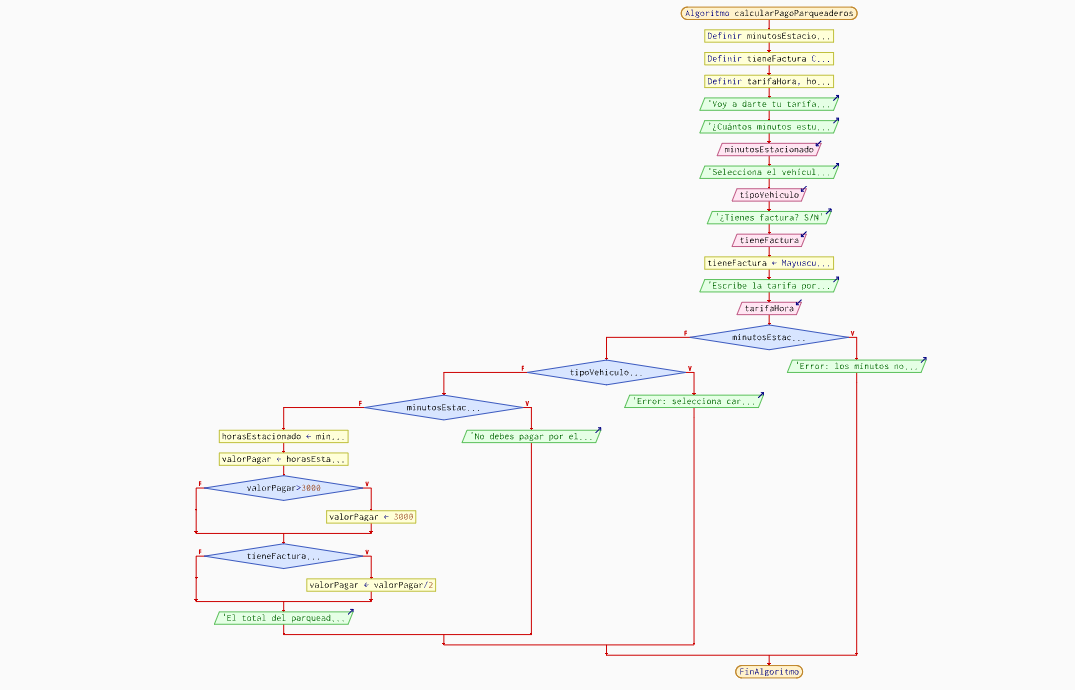 Algoritmo calcularPagoParqueaderos
Definir minutosEstacio...
Definir tieneFactura C...
Definir tarifaHora, ho...
'Voy a darte tu tarifa...
'¿Cuántos minutos estu...
minutosEstacionado
'Selecciona el vehícul...
tipoVehiculo
'¿Tienes factura? S/N'
tieneFactura
tieneFactura ← Mayuscu...
'Escribe la tarifa por...
tarifaHora
F
minutosEstac...
V
'Error: los minutos no...
F
tipoVehiculo...
V
'Error: selecciona car...
F
minutosEstac...
V
'No debes pagar por el...
horasEstacionado ← min...
valorPagar ← horasEsta...
F
valorPagar>3000
V
valorPagar ← 3000
F
tieneFactura...
V
valorPagar ← valorPagar/2
'El total del parquead...
FinAlgoritmo